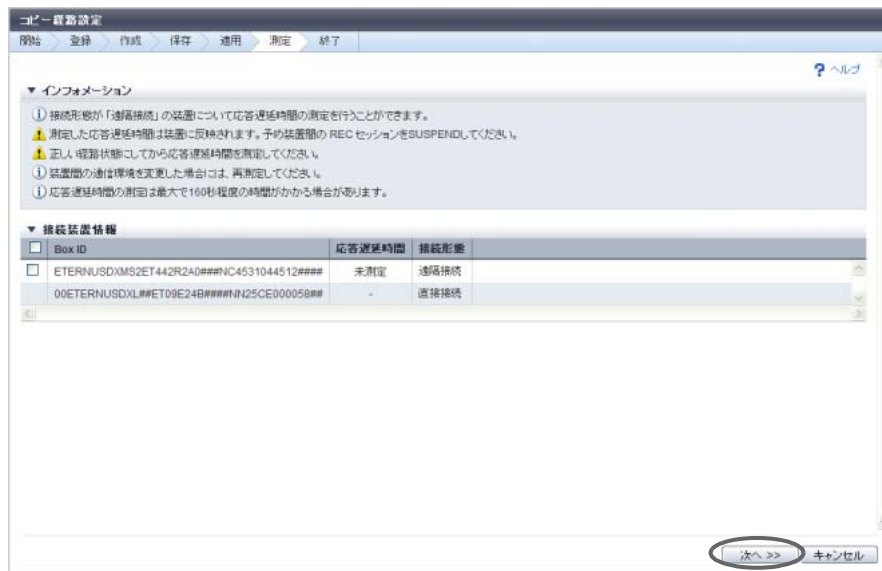 コピー経路設定
開始 登録 作成 保存 適用 測定 終了
? ヘルプ
▼ インフォメーション
接続形態が「遠隔接続」の装置について応答遅延時間の測定を行うことができます。
測定した応答遅延時間は装置に反映されます。予め装置間の RECセッションをSUSPENDしてください。
正しい経路状態にしてから応答遅延時間を測定してください。
装置間の通信環境を変更した場合には、再測定してください。
応答遅延時間の測定は最大で160秒程度の時間がかかる場合があります。
▼ 接続装置情報
Box ID 応答遅延時間 接続形態
ETERNUSDXMS2ET442R2A0###NC4531044512#### 未測定 遠隔接続
00ETERNUSDXL##ET09E24B####NN25CE000058## - 直接接続
次へ >> キャンセル